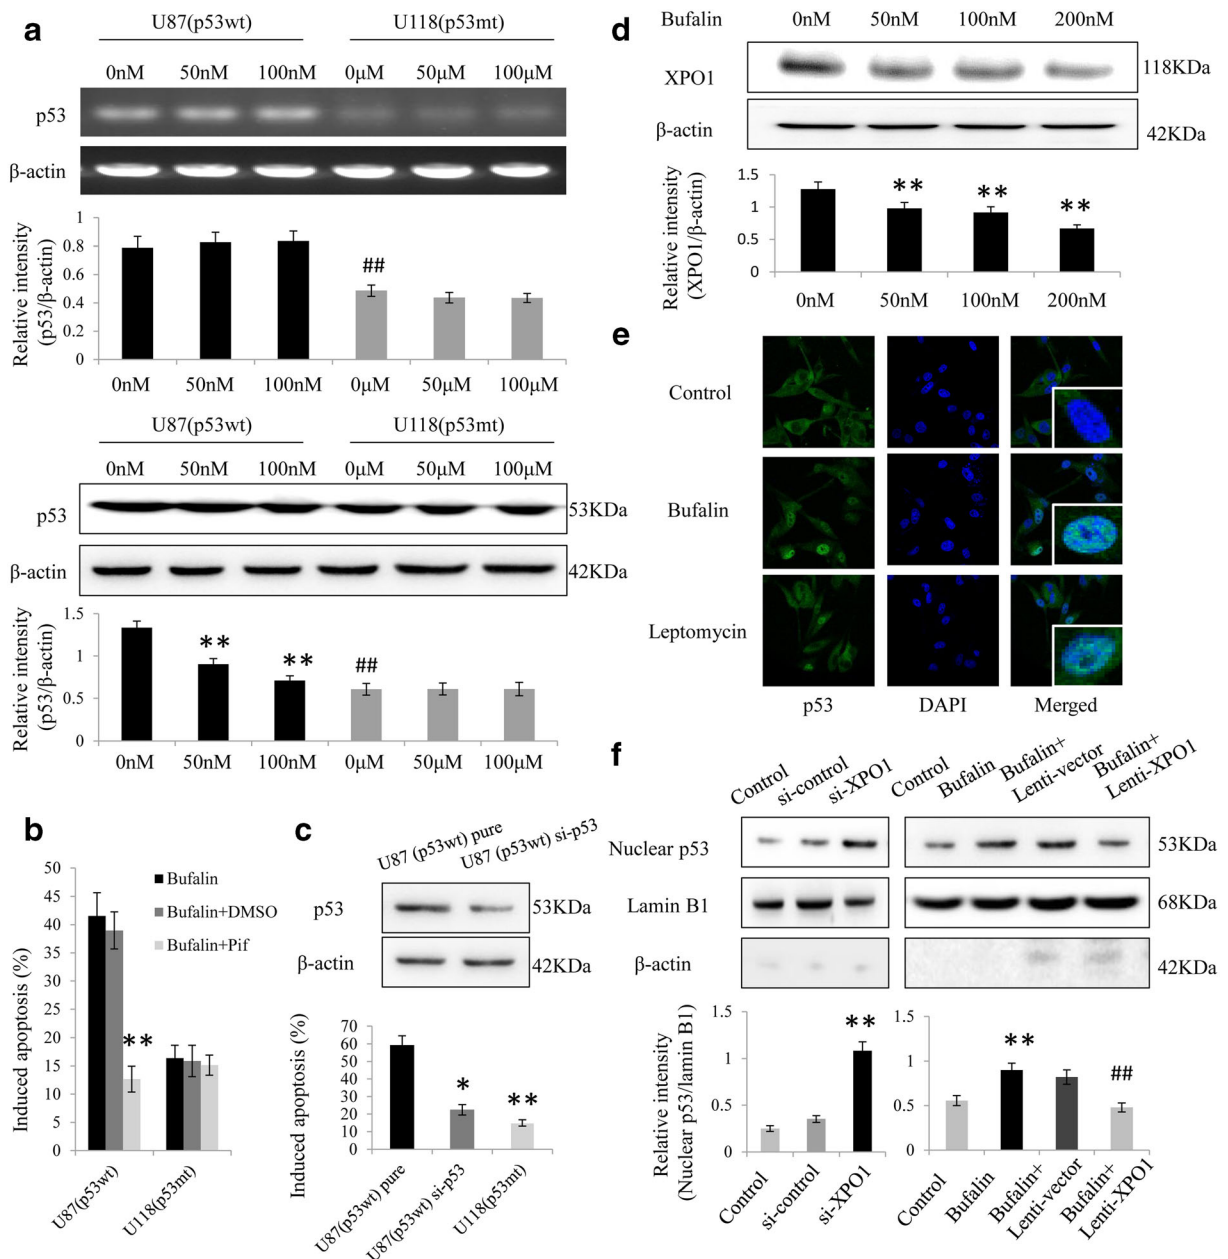 a
U87(p53wt) U118(p53mt)
0nM 50nM 100nM 0μM 50μM 100μM
p53
β-actin
Relative intensity
(p53/β-actin)
1
0.8
0.6
0.4
0.2
0
##
0nM 50nM 100nM 0μM 50μM 100μM
U87(p53wt) U118(p53mt)
0nM 50nM 100nM 0μM 50μM 100μM
p53 53KDa
β-actin 42KDa
Relative intensity
(p53/β-actin)
1.5
1
0.5
0
** ** ##
0nM 50nM 100nM 0μM 50μM 100μM
b
Induced apoptosis (%)
50
45
40
35
30
25
20
15
10
5
0
Bufalin
Bufalin+DMSO
Bufalin+Pif
**
U87(p53wt) U118(p53mt)
c
U87 (p53wt) pure U87 (p53wt) si-p53
p53 53KDa
β-actin 42KDa
Induced apoptosis (%)
70
60
50
40
30
20
10
0
* **
U87(p53wt) pure U87(p53wt) si-p53 U118(p53mt)
d
Bufalin 0nM 50nM 100nM 200nM
XPO1 118KDa
β-actin 42KDa
Relative intensity
(XPO1/β-actin)
1.5
1
0.5
0
** ** **
0nM 50nM 100nM 200nM
e
Control
Bufalin
Leptomycin
p53 DAPI Merged
f
Control si-control si-XPO1 Control Bufalin Bufalin+
Lenti-vector
Bufalin+
Lenti-XPO1
Nuclear p53 53KDa
Lamin B1 68KDa
β-actin 42KDa
Relative intensity
(Nuclear p53/lamin B1)
1.5
1
0.5
0
**
Control si-control si-XPO1
1.5
1
0.5
0
** ##
Control Bufalin Bufalin+
Lenti-vector
Bufalin+
Lenti-XPO1